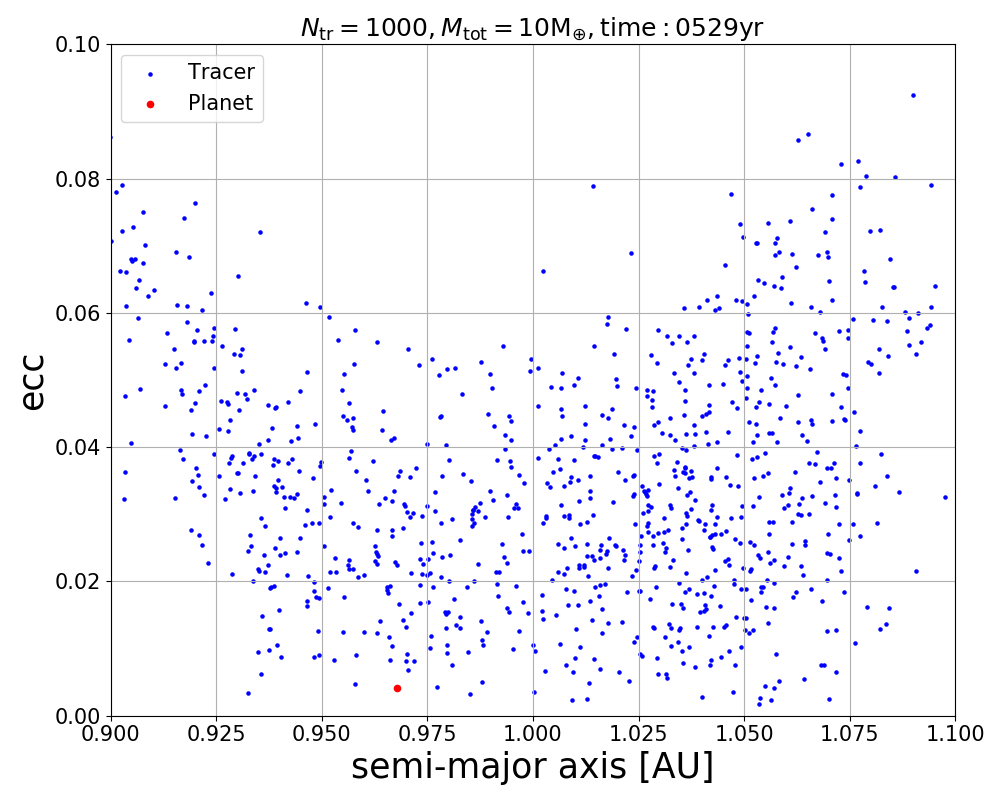 N_tr = 1000, M_tot = 10M_⊕, time : 0529yr
0.10
Tracer
Planet
0.08
0.06
ecc
0.04
0.02
0.00
0.900 0.925 0.950 0.975 1.000 1.025 1.050 1.075 1.100
semi-major axis [AU]